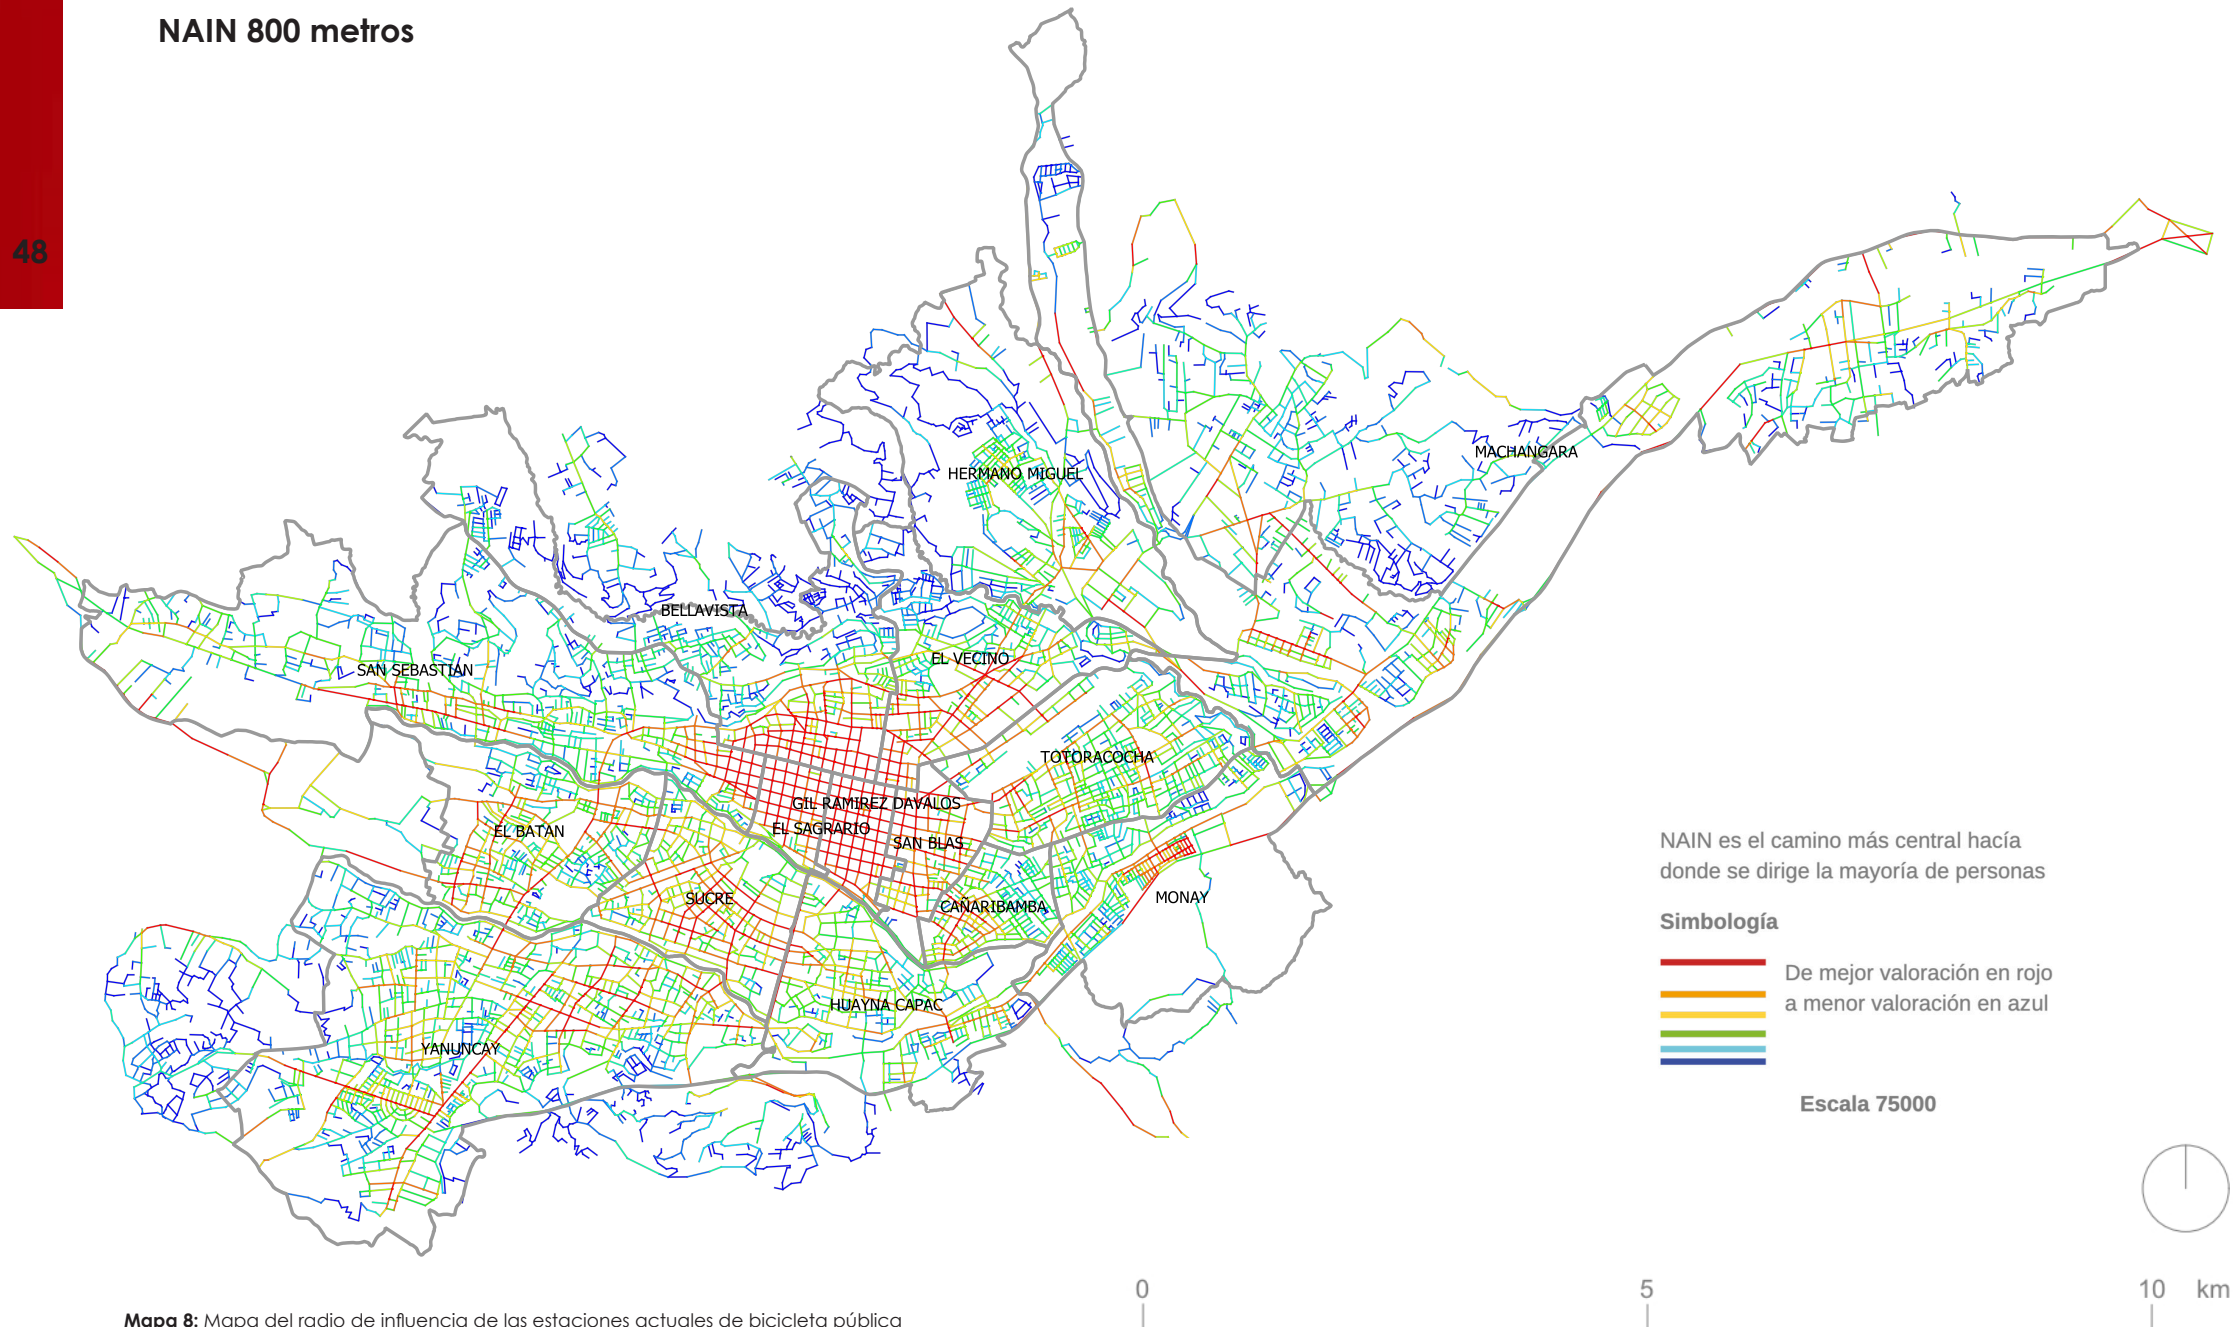 NAIN 800 metros
48
HERMANO MIGUEL
MACHANGARA
BELLAVISTA
EL VECINO
SAN SEBASTIAN
TOTORACOCHA
GIL RAMIREZ DAVALOS
EL SAGRARIO
EL BATAN
SAN BLAS
SUCRE
CAÑARIBAMBA
MONAY
HUAYNA CAPAC
YANUNCAY
NAIN es el camino más central hacía
donde se dirige la mayoría de personas
Simbología
De mejor valoración en rojo
a menor valoración en azul
Escala 75000
0 5 10 km
Mapa 8: Mapa del radio de influencia de las estaciones actuales de bicicleta pública